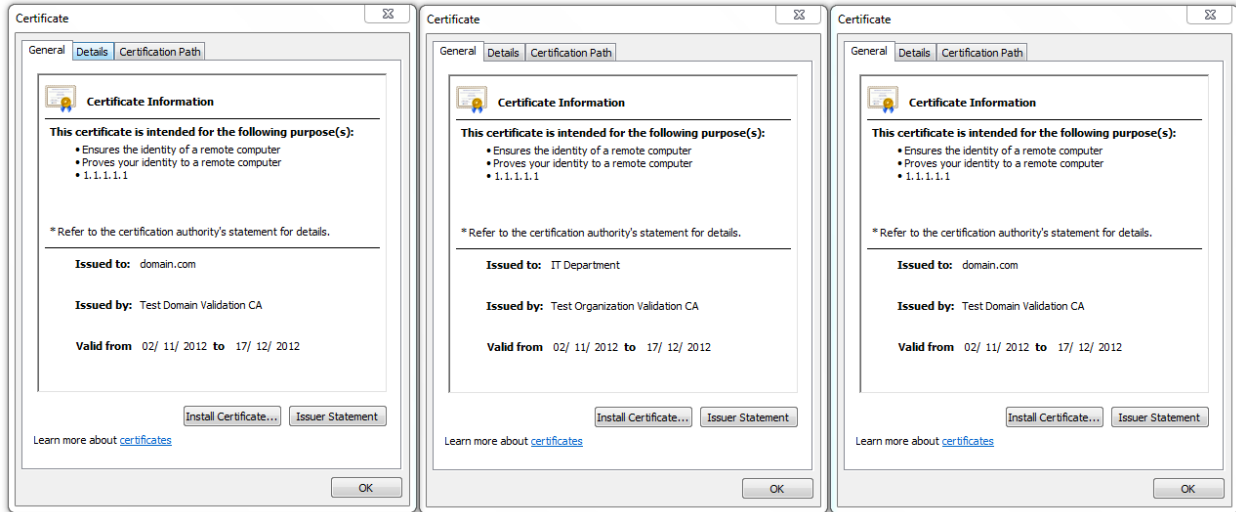 Certificate
General Details Certification Path
Certificate Information
This certificate is intended for the following purpose(s):
• Ensures the identity of a remote computer
• Proves your identity to a remote computer
• 1.1.1.1.1
* Refer to the certification authority's statement for details.
Issued to: domain.com
Issued by: Test Domain Validation CA
Valid from 02/ 11/ 2012 to 17/ 12/ 2012
Install Certificate... Issuer Statement
Learn more about certificates
OK
Certificate
General Details Certification Path
Certificate Information
This certificate is intended for the following purpose(s):
• Ensures the identity of a remote computer
• Proves your identity to a remote computer
• 1.1.1.1.1
* Refer to the certification authority's statement for details.
Issued to: IT Department
Issued by: Test Organization Validation CA
Valid from 02/ 11/ 2012 to 17/ 12/ 2012
Install Certificate... Issuer Statement
Learn more about certificates
OK
Certificate
General Details Certification Path
Certificate Information
This certificate is intended for the following purpose(s):
• Ensures the identity of a remote computer
• Proves your identity to a remote computer
• 1.1.1.1.1
* Refer to the certification authority's statement for details.
Issued to: domain.com
Issued by: Test Domain Validation CA
Valid from 02/ 11/ 2012 to 17/ 12/ 2012
Install Certificate... Issuer Statement
Learn more about certificates
OK